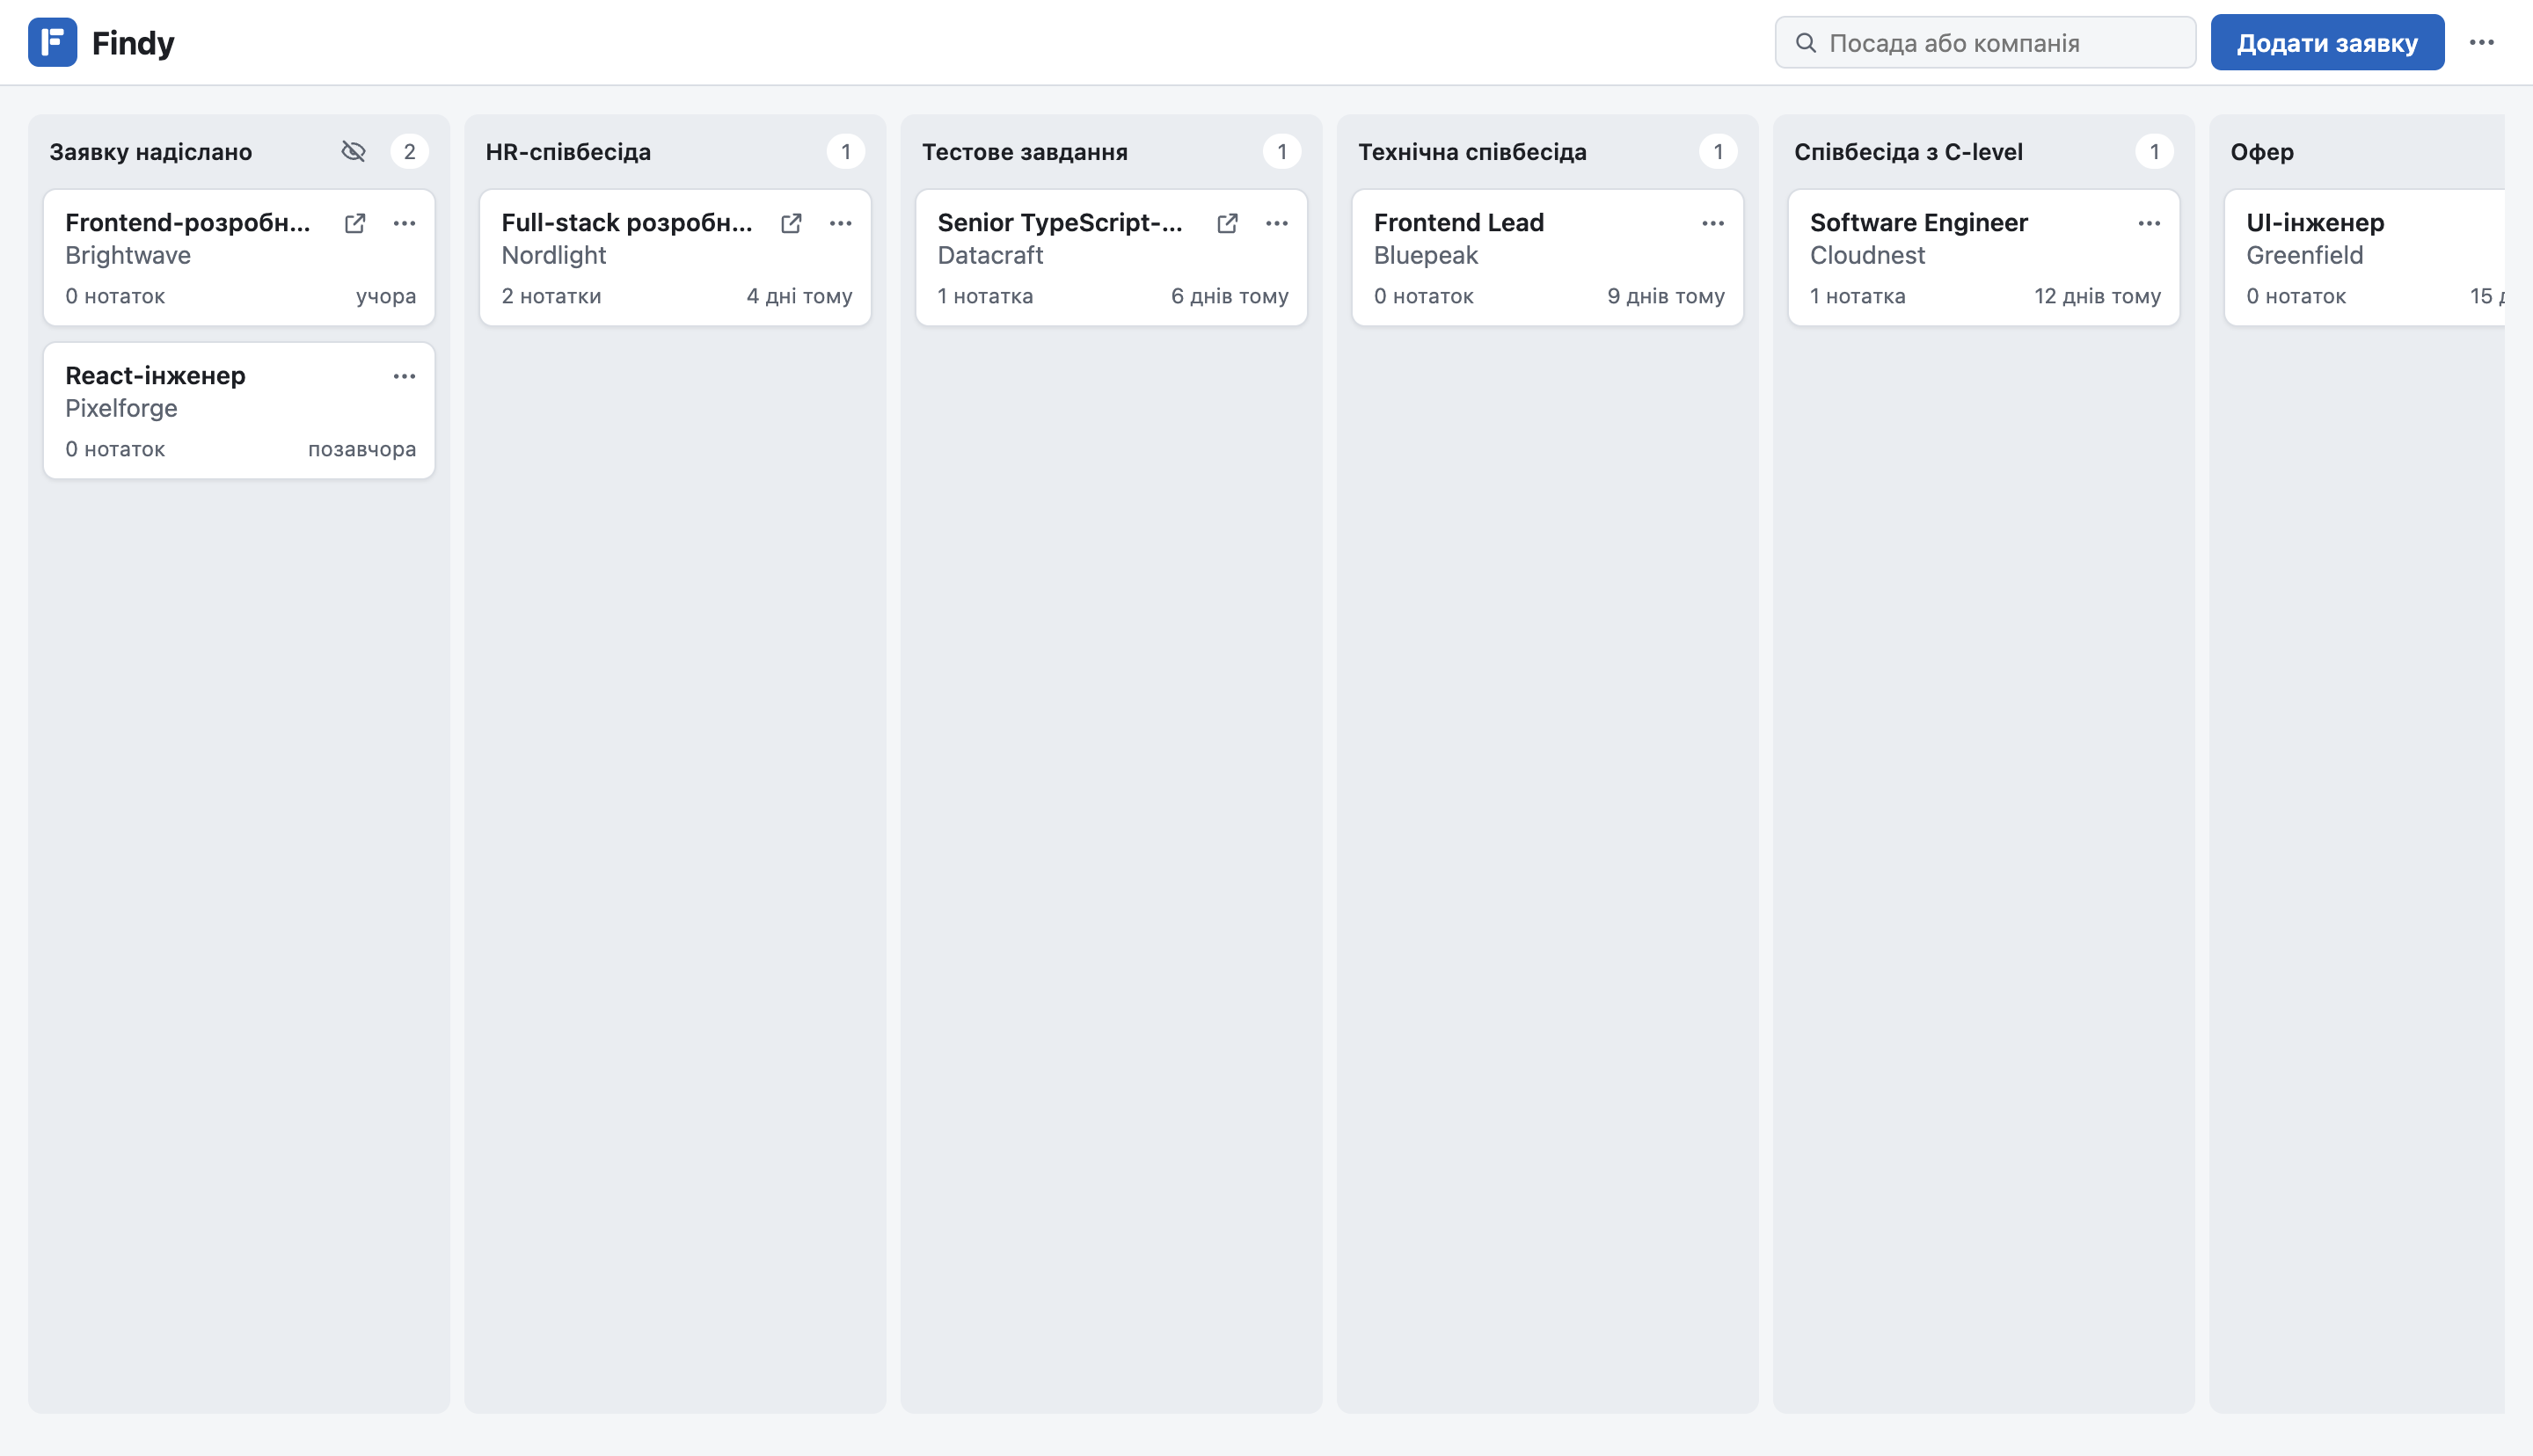 Findy
Посада або компанія
Додати заявку
Заявку надіслано
2
Frontend-розробн...
Brightwave
0 нотаток
учора
React-інженер
Pixelforge
0 нотаток
позавчора
HR-співбесіда
1
Full-stack розробн...
Nordlight
2 нотатки
4 дні тому
Тестове завдання
1
Senior TypeScript-...
Datacraft
1 нотатка
6 днів тому
Технічна співбесіда
1
Frontend Lead
Bluepeak
0 нотаток
9 днів тому
Співбесіда з C-level
1
Software Engineer
Cloudnest
1 нотатка
12 днів тому
Офер
UI-інженер
Greenfield
0 нотаток
15